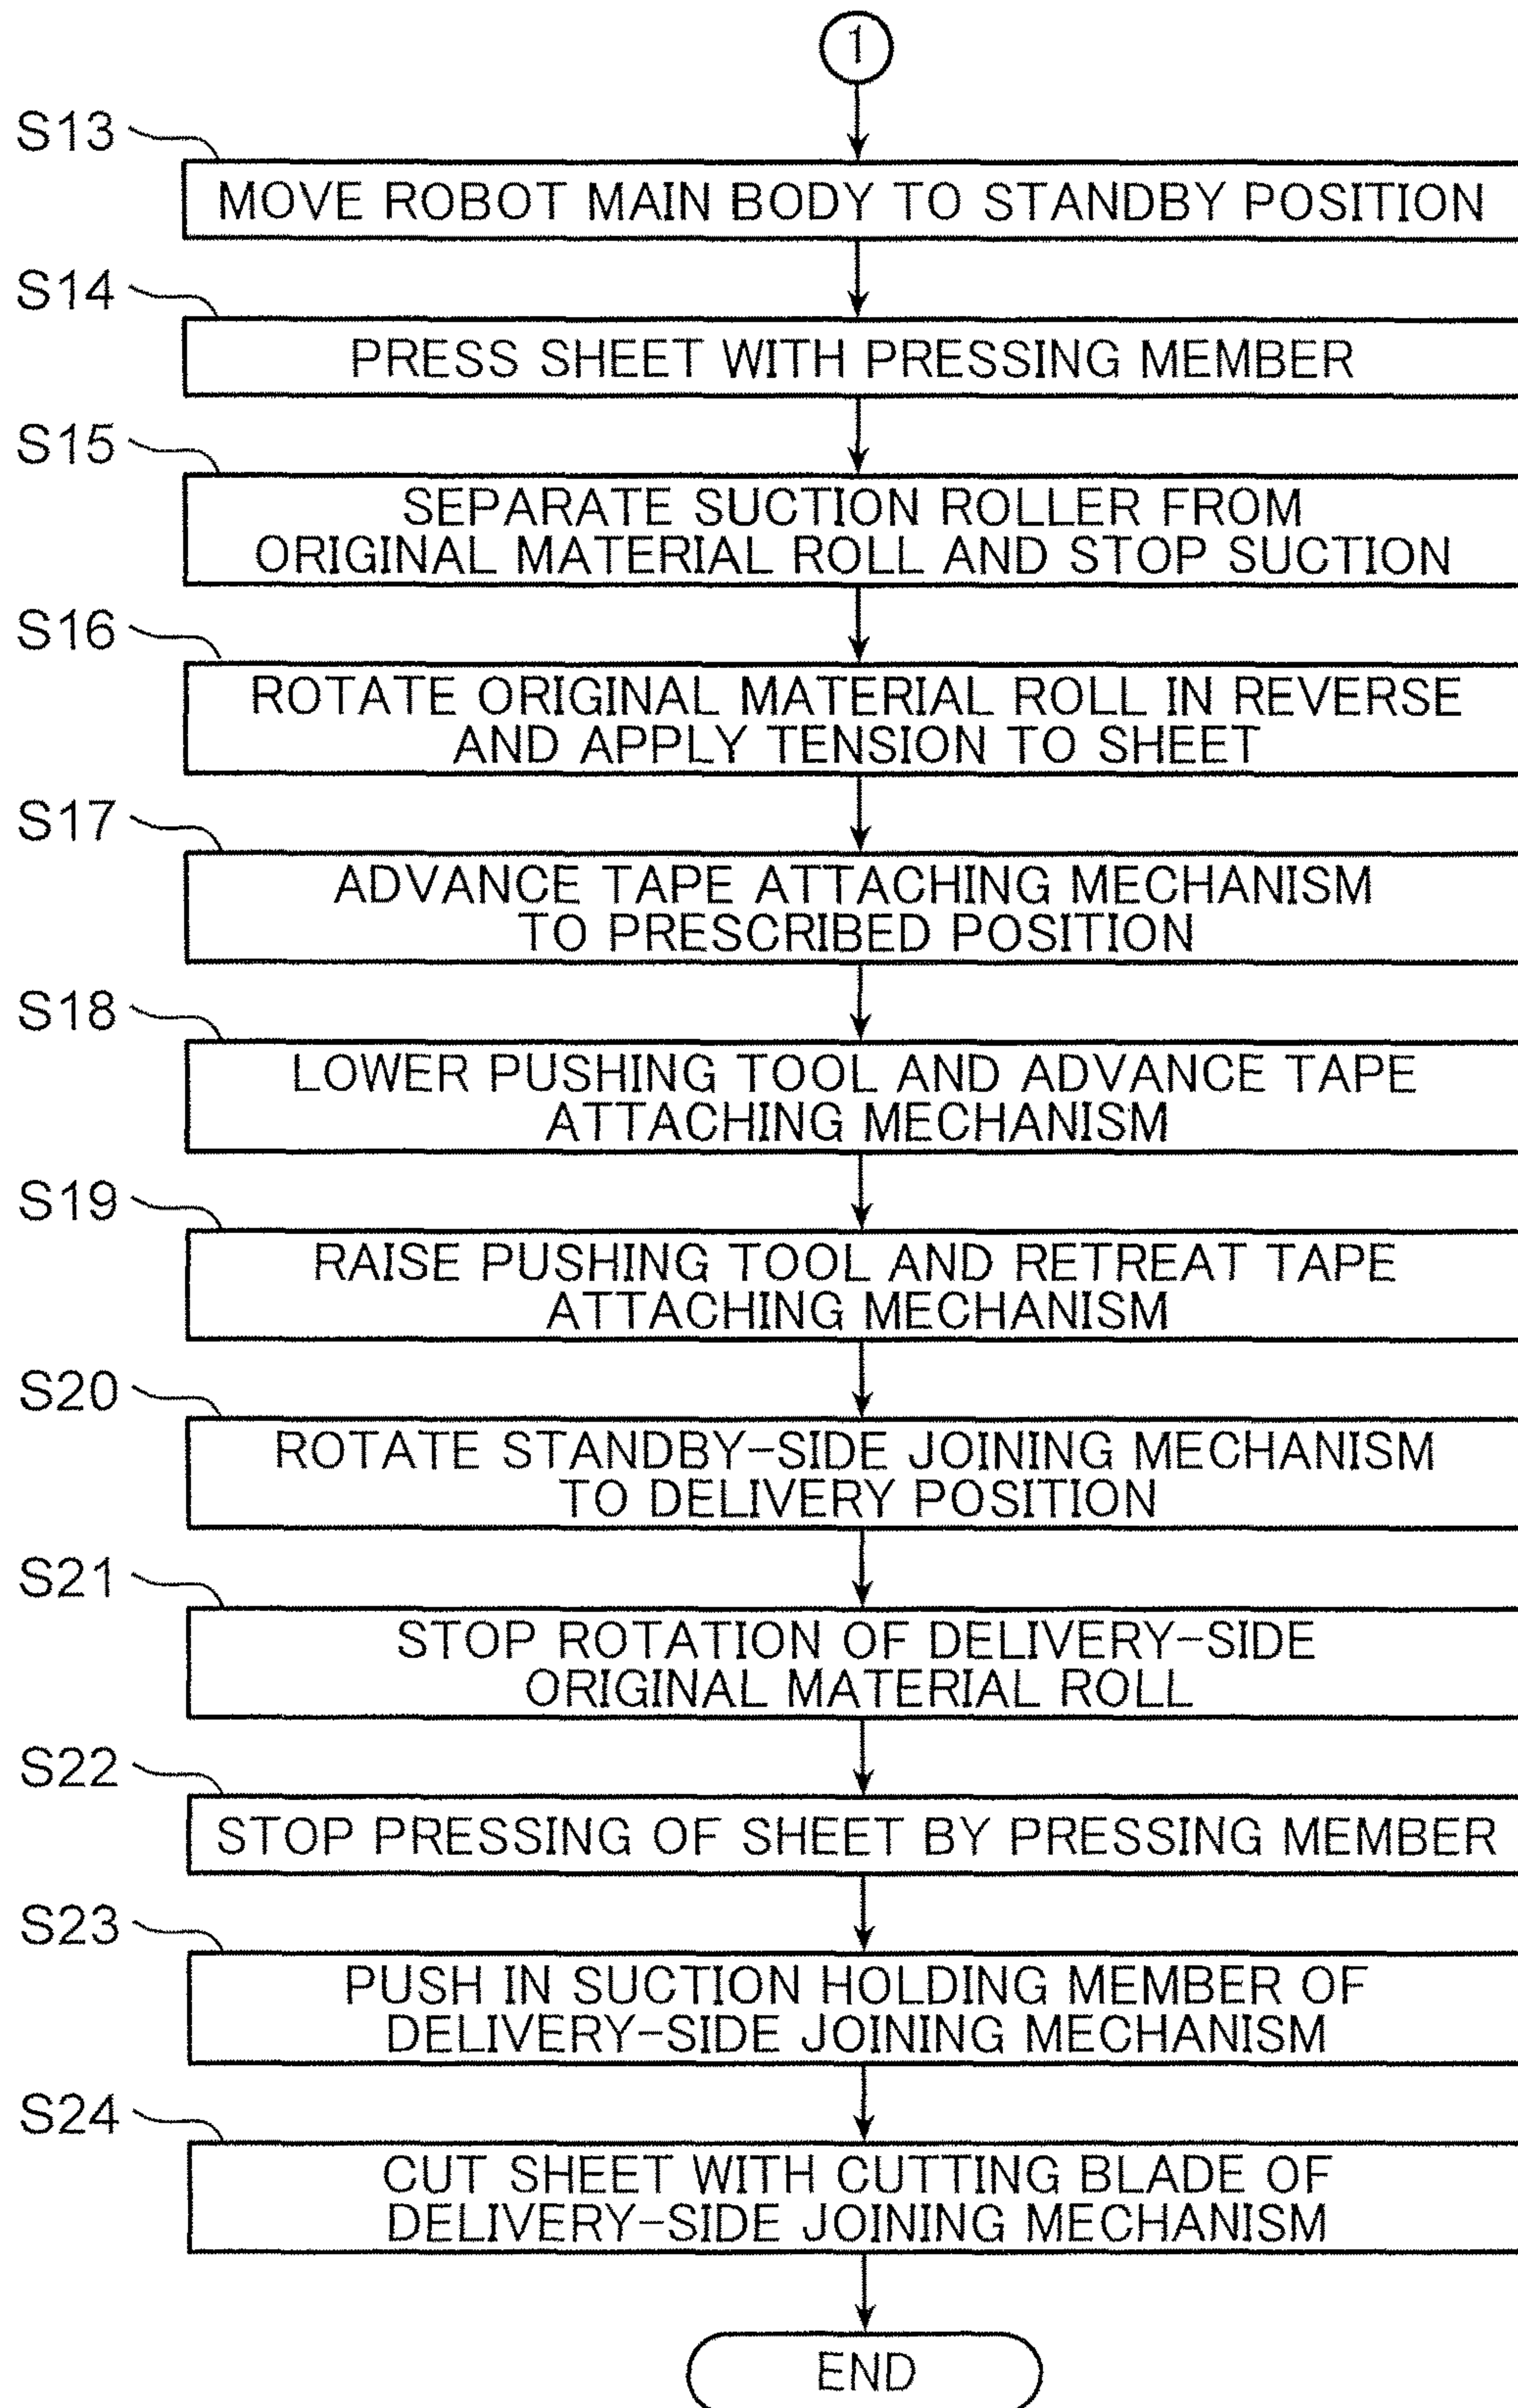 1
S13
MOVE ROBOT MAIN BODY TO STANDBY POSITION
S14
PRESS SHEET WITH PRESSING MEMBER
S15
SEPARATE SUCTION ROLLER FROM
ORIGINAL MATERIAL ROLL AND STOP SUCTION
S16
ROTATE ORIGINAL MATERIAL ROLL IN REVERSE
AND APPLY TENSION TO SHEET
S17
ADVANCE TAPE ATTACHING MECHANISM
TO PRESCRIBED POSITION
S18
LOWER PUSHING TOOL AND ADVANCE TAPE
ATTACHING MECHANISM
S19
RAISE PUSHING TOOL AND RETREAT TAPE
ATTACHING MECHANISM
S20
ROTATE STANDBY-SIDE JOINING MECHANISM
TO DELIVERY POSITION
S21
STOP ROTATION OF DELIVERY-SIDE
ORIGINAL MATERIAL ROLL
S22
STOP PRESSING OF SHEET BY PRESSING MEMBER
S23
PUSH IN SUCTION HOLDING MEMBER OF
DELIVERY-SIDE JOINING MECHANISM
S24
CUT SHEET WITH CUTTING BLADE OF
DELIVERY-SIDE JOINING MECHANISM
END